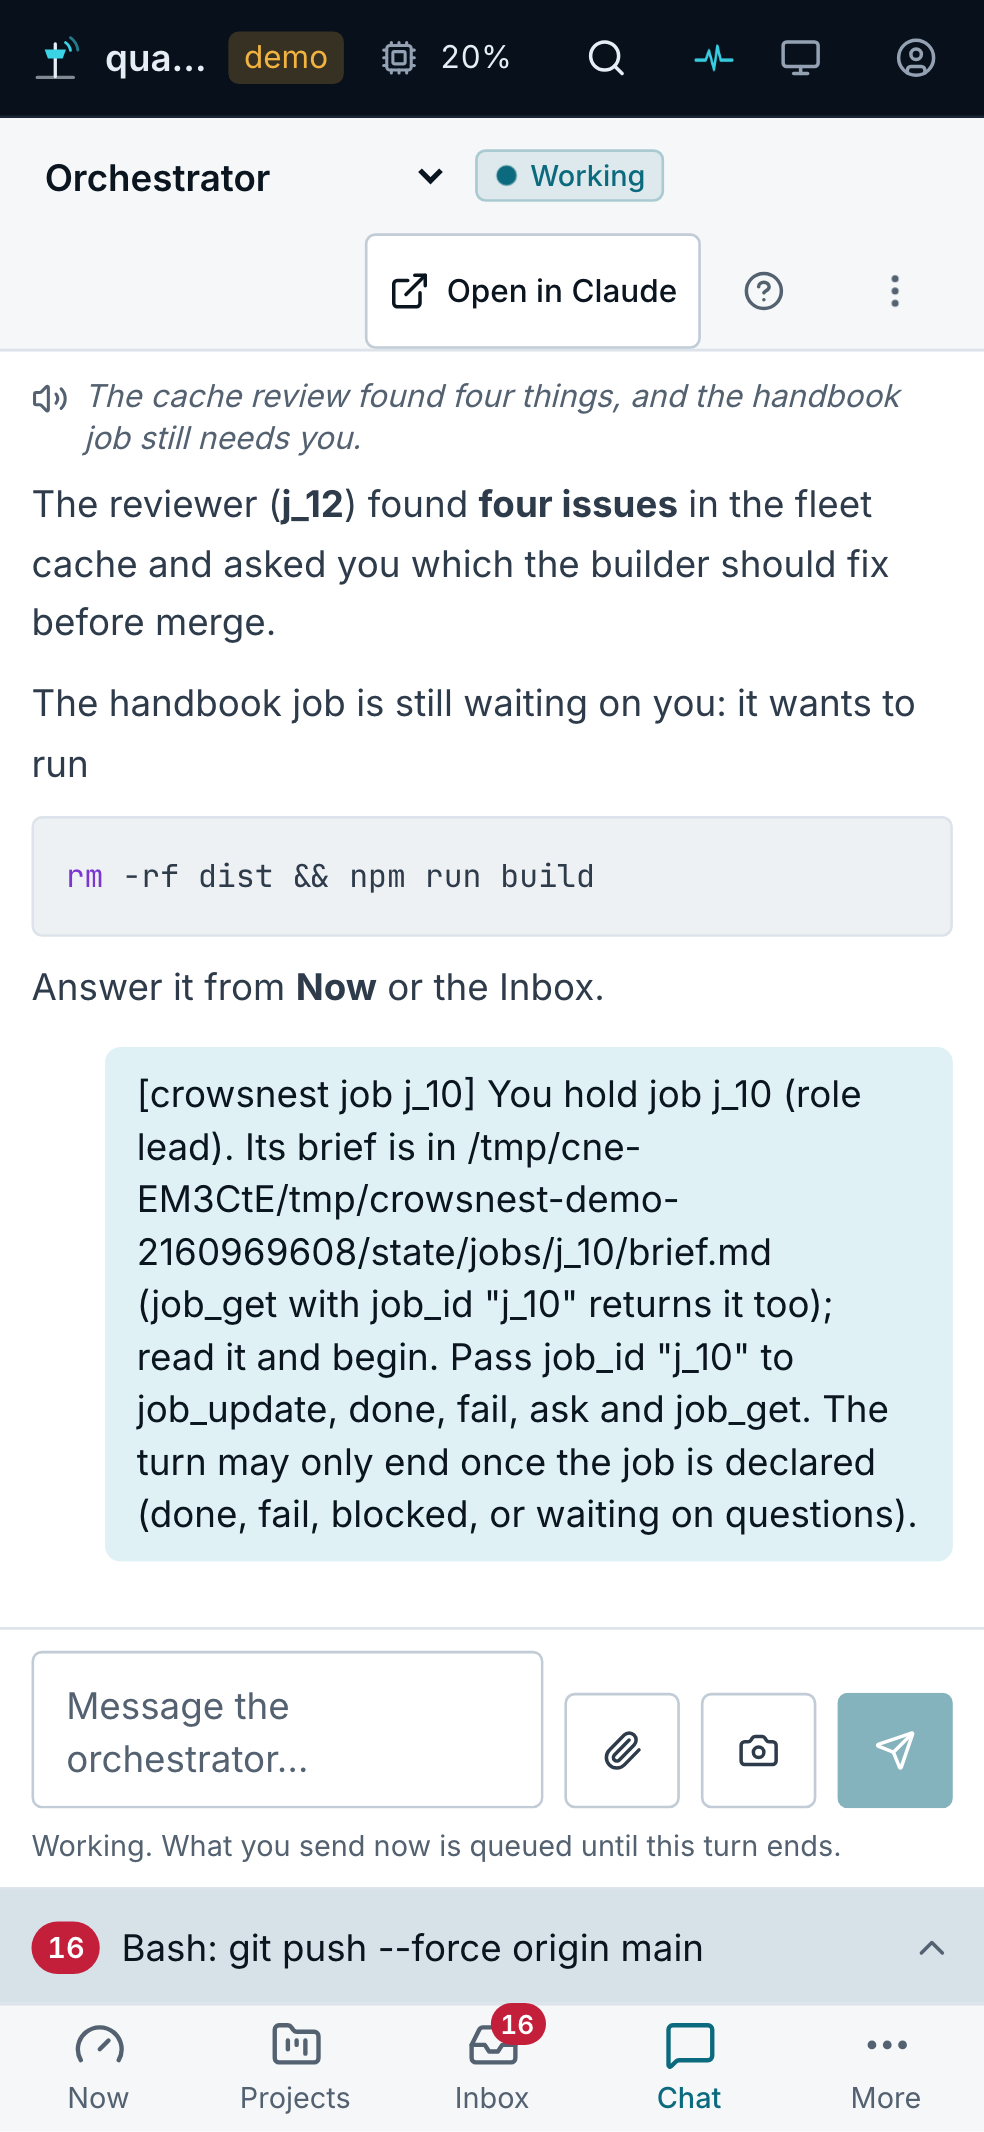 qua...
demo
20%
Orchestrator
Working
Open in Claude
The cache review found four things, and the handbook
job still needs you.
The reviewer (j_12) found four issues in the fleet
cache and asked you which the builder should fix
before merge.
The handbook job is still waiting on you: it wants to
run
rm -rf dist && npm run build
Answer it from Now or the Inbox.
[crowsnest job j_10] You hold job j_10 (role
lead). Its brief is in /tmp/cne-
EM3CtE/tmp/crowsnest-demo-
2160969608/state/jobs/j_10/brief.md
(job_get with job_id "j_10" returns it too);
read it and begin. Pass job_id "j_10" to
job_update, done, fail, ask and job_get. The
turn may only end once the job is declared
(done, fail, blocked, or waiting on questions).
Message the
orchestrator...
Working. What you send now is queued until this turn ends.
16 Bash: git push --force origin main
16
Now
Projects
Inbox
Chat
More